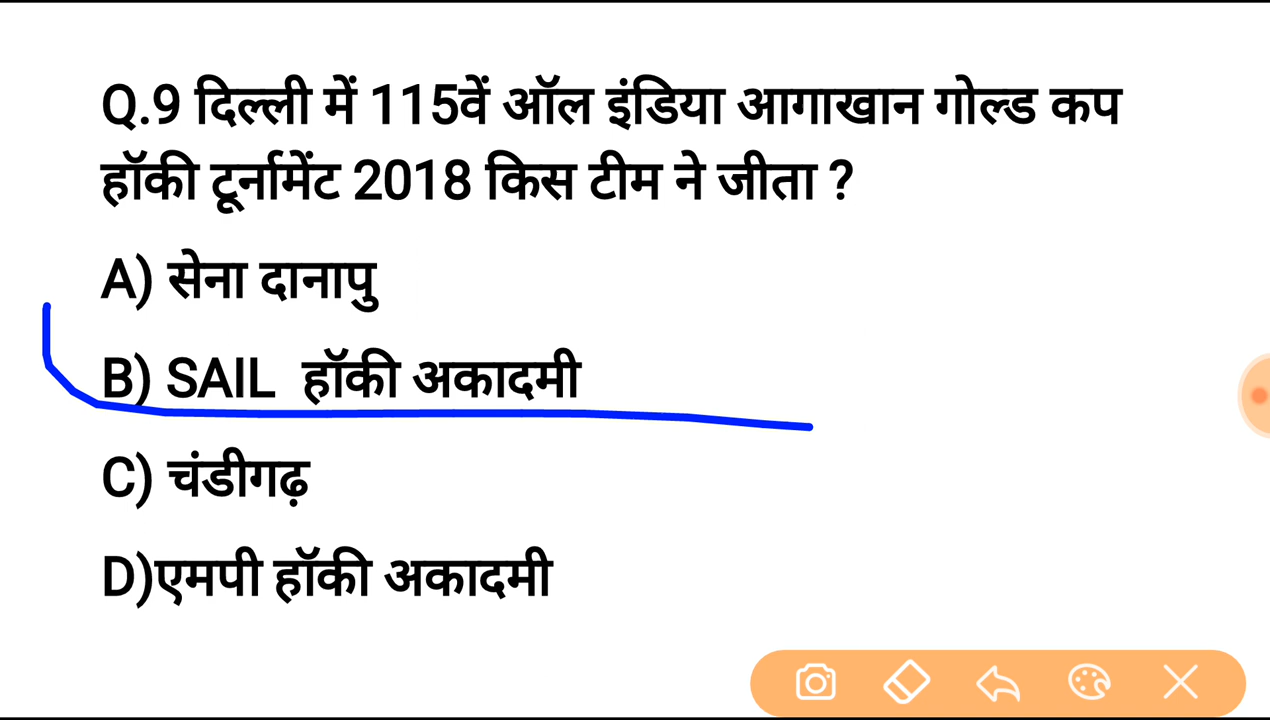 Q.9 दिल्ली में 115वें ऑल इंडिया आगाखान गोल्ड कप
हॉकी टूर्नामेंट 2018 किस टीम ने जीता ?
A) सेना दानापु
B) SAIL हॉकी अकादमी
C) चंडीगढ़
D)एमपी हॉकी अकादमी